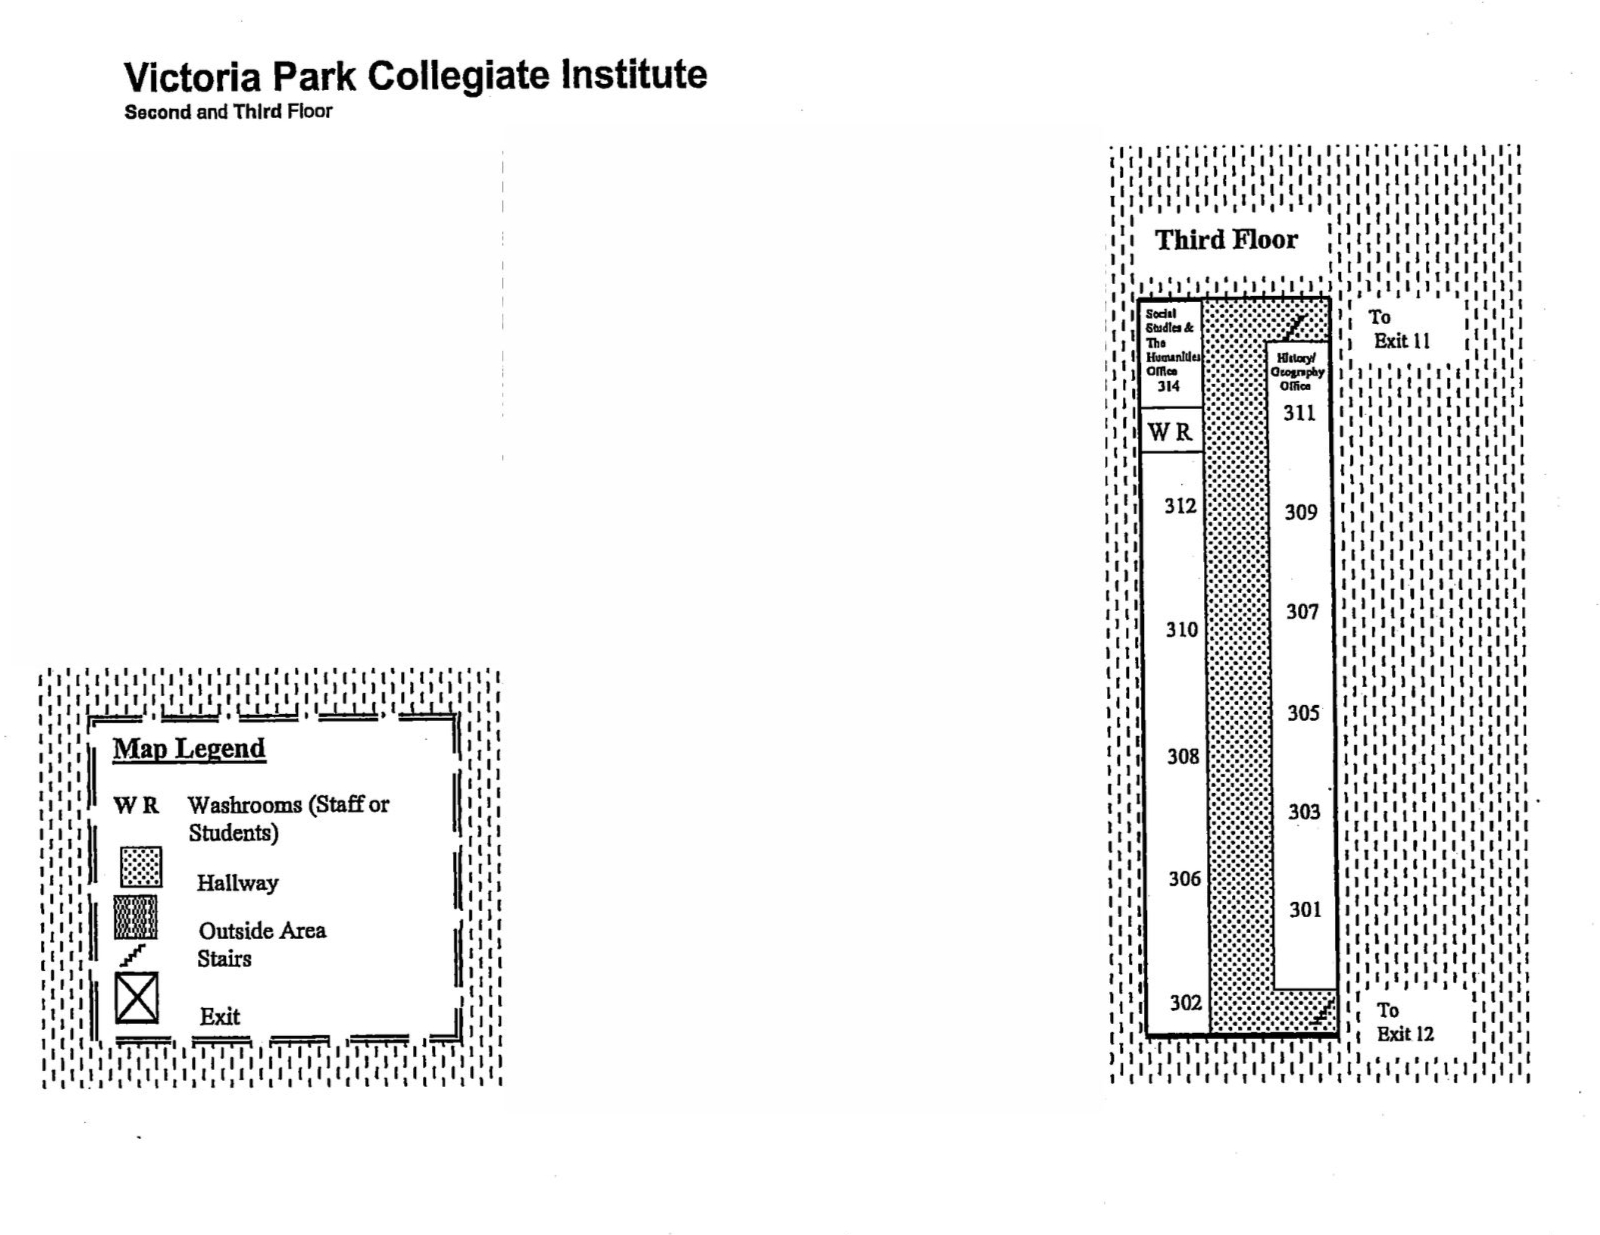 Victoria Park Collegiate Institute
Second and Third Floor
Third Floor
Social
Studies &
The
Humanities
Office
314
W R
312
310
308
306
302
History/
Geography
Office
311
309
307
305
303
301
To
Exit 11
To
Exit 12
Map Legend
W R Washrooms (Staff or
Students)
Hallway
Outside Area
Stairs
Exit